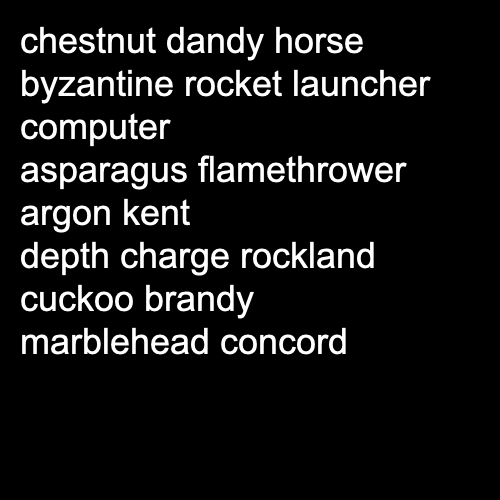 chestnut dandy horse
byzantine rocket launcher
computer
asparagus flamethrower
argon kent
depth charge rockland
cuckoo brandy
marblehead concord